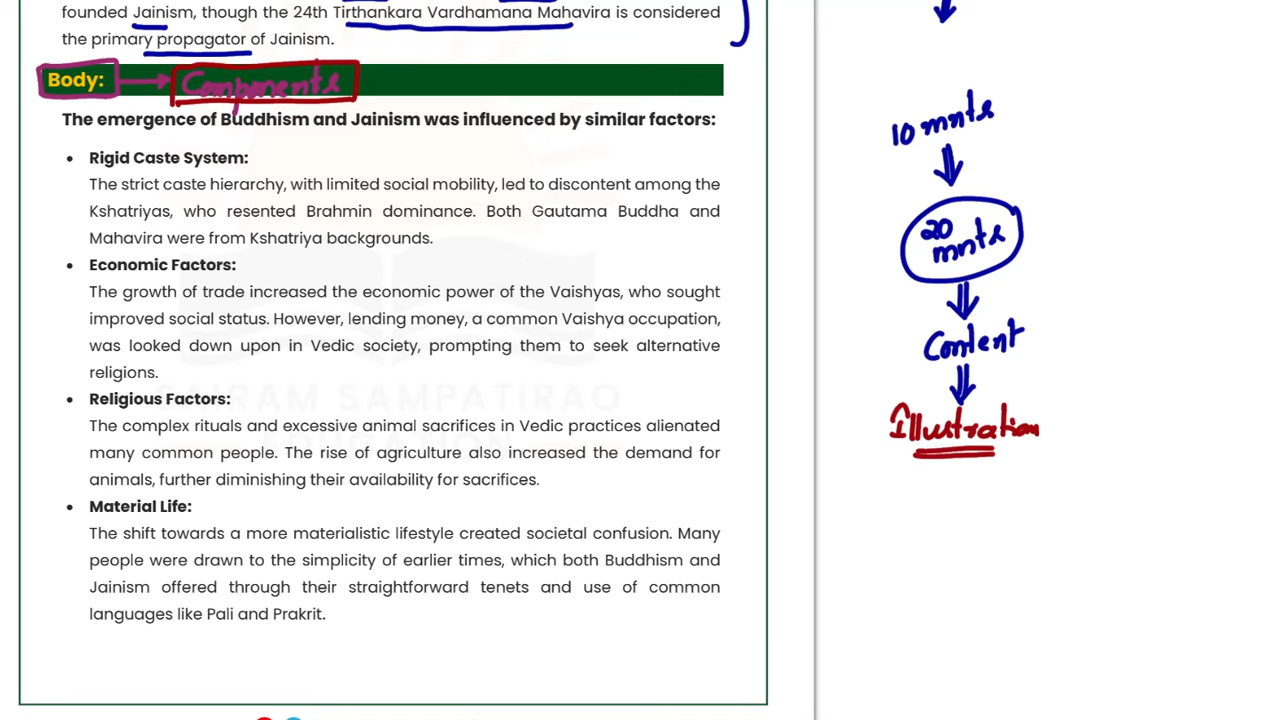 founded Jainism, though the 24th Tirthankara Vardhamana Mahavira is considered
the primary propagator of Jainism.
Body: Components
The emergence of Buddhism and Jainism was influenced by similar factors:
• Rigid Caste System:
The strict caste hierarchy, with limited social mobility, led to discontent among the
Kshatriyas, who resented Brahmin dominance. Both Gautama Buddha and
Mahavira were from Kshatriya backgrounds.
• Economic Factors:
The growth of trade increased the economic power of the Vaishyas, who sought
improved social status. However, lending money, a common Vaishya occupation,
was looked down upon in Vedic society, prompting them to seek alternative
religions.
SAIRAM SAMPATIRAO
• Religious Factors:
The complex rituals and excessive animal sacrifices in Vedic practices alienated
EDUCATION
many common people. The rise of agriculture also increased the demand for
animals, further diminishing their availability for sacrifices.
• Material Life:
The shift towards a more materialistic lifestyle created societal confusion. Many
people were drawn to the simplicity of earlier times, which both Buddhism and
Jainism offered through their straightforward tenets and use of common
languages like Pali and Prakrit.
10 mnts
20
mnts
Content
Illustration